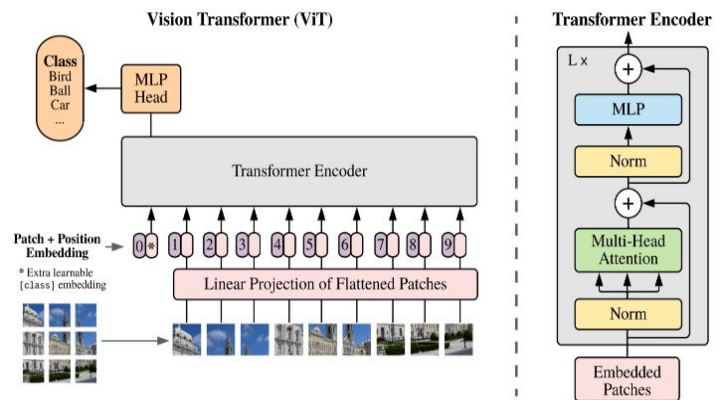 Vision Transformer (ViT)
Class
Bird
Ball
Car
...
MLP
Head
Transformer Encoder
Patch + Position
Embedding
0 * 1 2 3 4 5 6 7 8 9
* Extra learnable
[class] embedding
Linear Projection of Flattened Patches
Transformer Encoder
L x
+
MLP
Norm
+
Multi-Head
Attention
Norm
Embedded
Patches